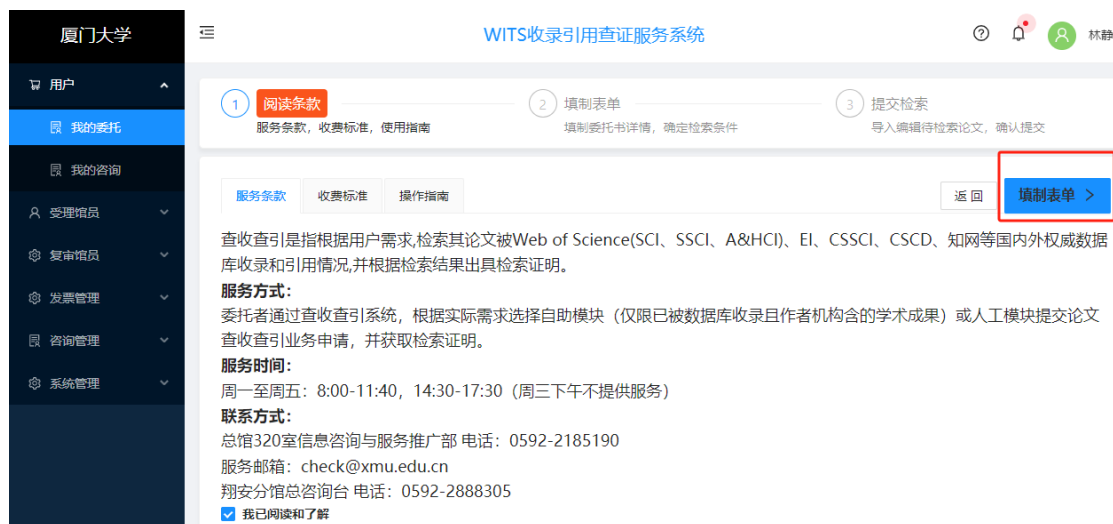 厦门大学
WITS收录引用查证服务系统
林静
用户
我的委托
我的咨询
受理馆员
复审馆员
发票管理
咨询管理
系统管理
1 阅读条款
服务条款，收费标准，使用指南
2 填制表单
填制委托书详情，确定检索条件
3 提交检索
导入编辑待检索论文，确认提交
服务条款 收费标准 操作指南
返回 填制表单 >
查收查引是指根据用户需求,检索其论文被Web of Science(SCI、SSCI、A&HCI)、EI、CSSCI、CSCD、知网等国内外权威数据
库收录和引用情况,并根据检索结果出具检索证明。
服务方式：
委托者通过查收查引系统，根据实际需求选择自助模块（仅限已被数据库收录且作者机构含的学术成果）或人工模块提交论文
查收查引业务申请，并获取检索证明。
服务时间：
周一至周五：8:00-11:40，14:30-17:30（周三下午不提供服务）
联系方式：
总馆320室信息咨询与服务推广部 电话：0592-2185190
服务邮箱：check@xmu.edu.cn
翔安分馆总咨询台 电话：0592-2888305
我已阅读和了解